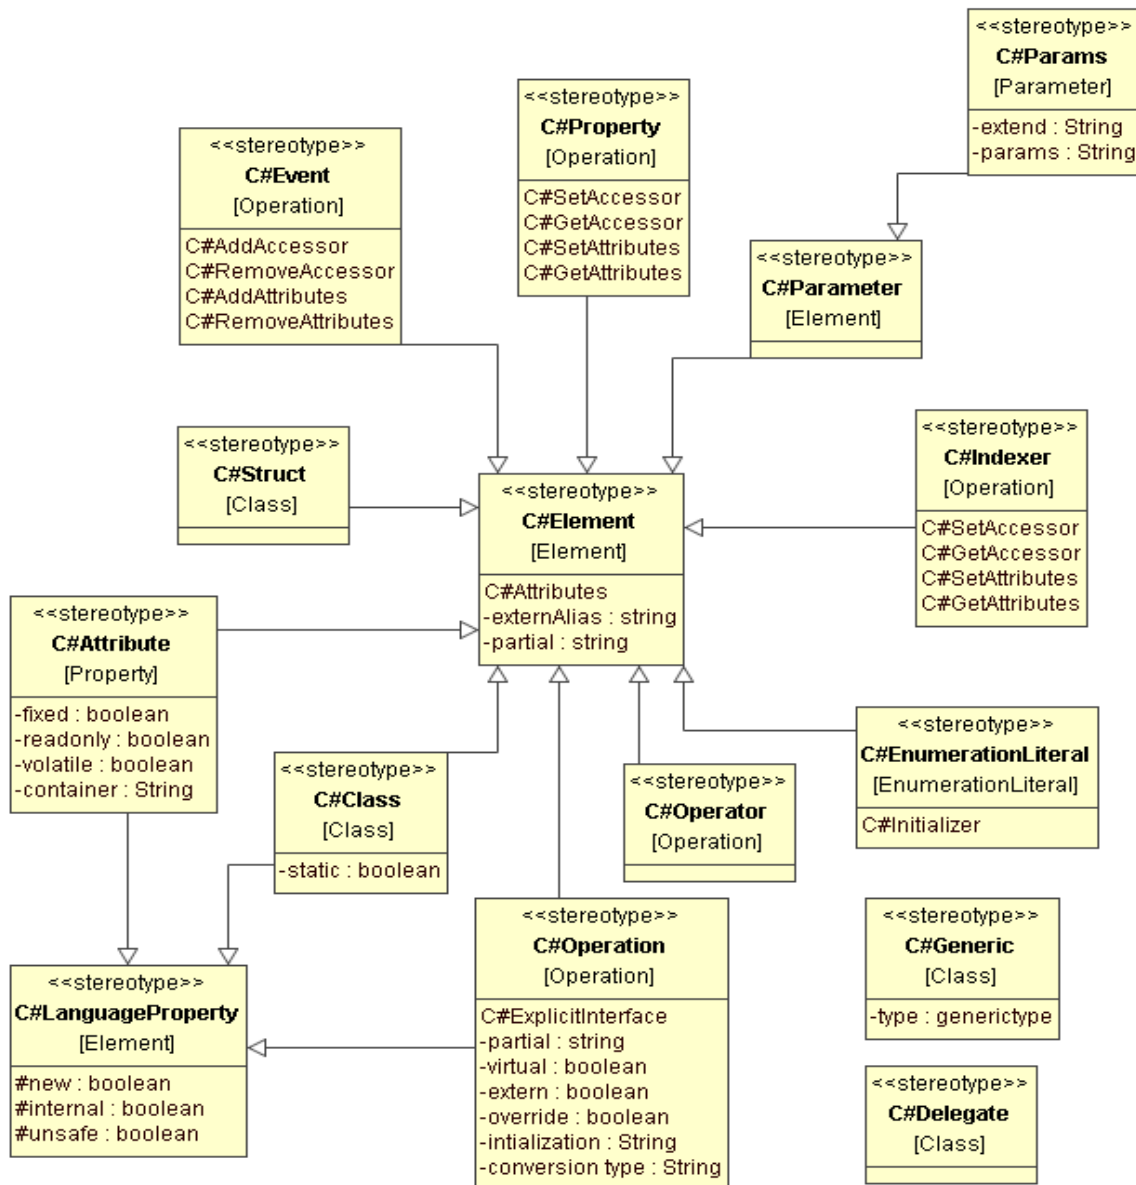 <<stereotype>>
C#Params
[Parameter]
-extend : String
-params : String
<<stereotype>>
C#Property
[Operation]
C#SetAccessor
C#GetAccessor
C#SetAttributes
C#GetAttributes
<<stereotype>>
C#Event
[Operation]
C#AddAccessor
C#RemoveAccessor
C#AddAttributes
C#RemoveAttributes
<<stereotype>>
C#Parameter
[Element]
<<stereotype>>
C#Struct
[Class]
<<stereotype>>
C#Element
[Element]
C#Attributes
-externAlias : string
-partial : string
<<stereotype>>
C#Indexer
[Operation]
C#SetAccessor
C#GetAccessor
C#SetAttributes
C#GetAttributes
<<stereotype>>
C#Attribute
[Property]
-fixed : boolean
-readonly : boolean
-volatile : boolean
-container : String
<<stereotype>>
C#Class
[Class]
-static : boolean
<<stereotype>>
C#Operator
[Operation]
<<stereotype>>
C#EnumerationLiteral
[EnumerationLiteral]
C#Initializer
<<stereotype>>
C#LanguageProperty
[Element]
#new : boolean
#internal : boolean
#unsafe : boolean
<<stereotype>>
C#Operation
[Operation]
C#ExplicitInterface
-partial : string
-virtual : boolean
-extern : boolean
-override : boolean
-intialization : String
-conversion type : String
<<stereotype>>
C#Generic
[Class]
-type : generictype
<<stereotype>>
C#Delegate
[Class]